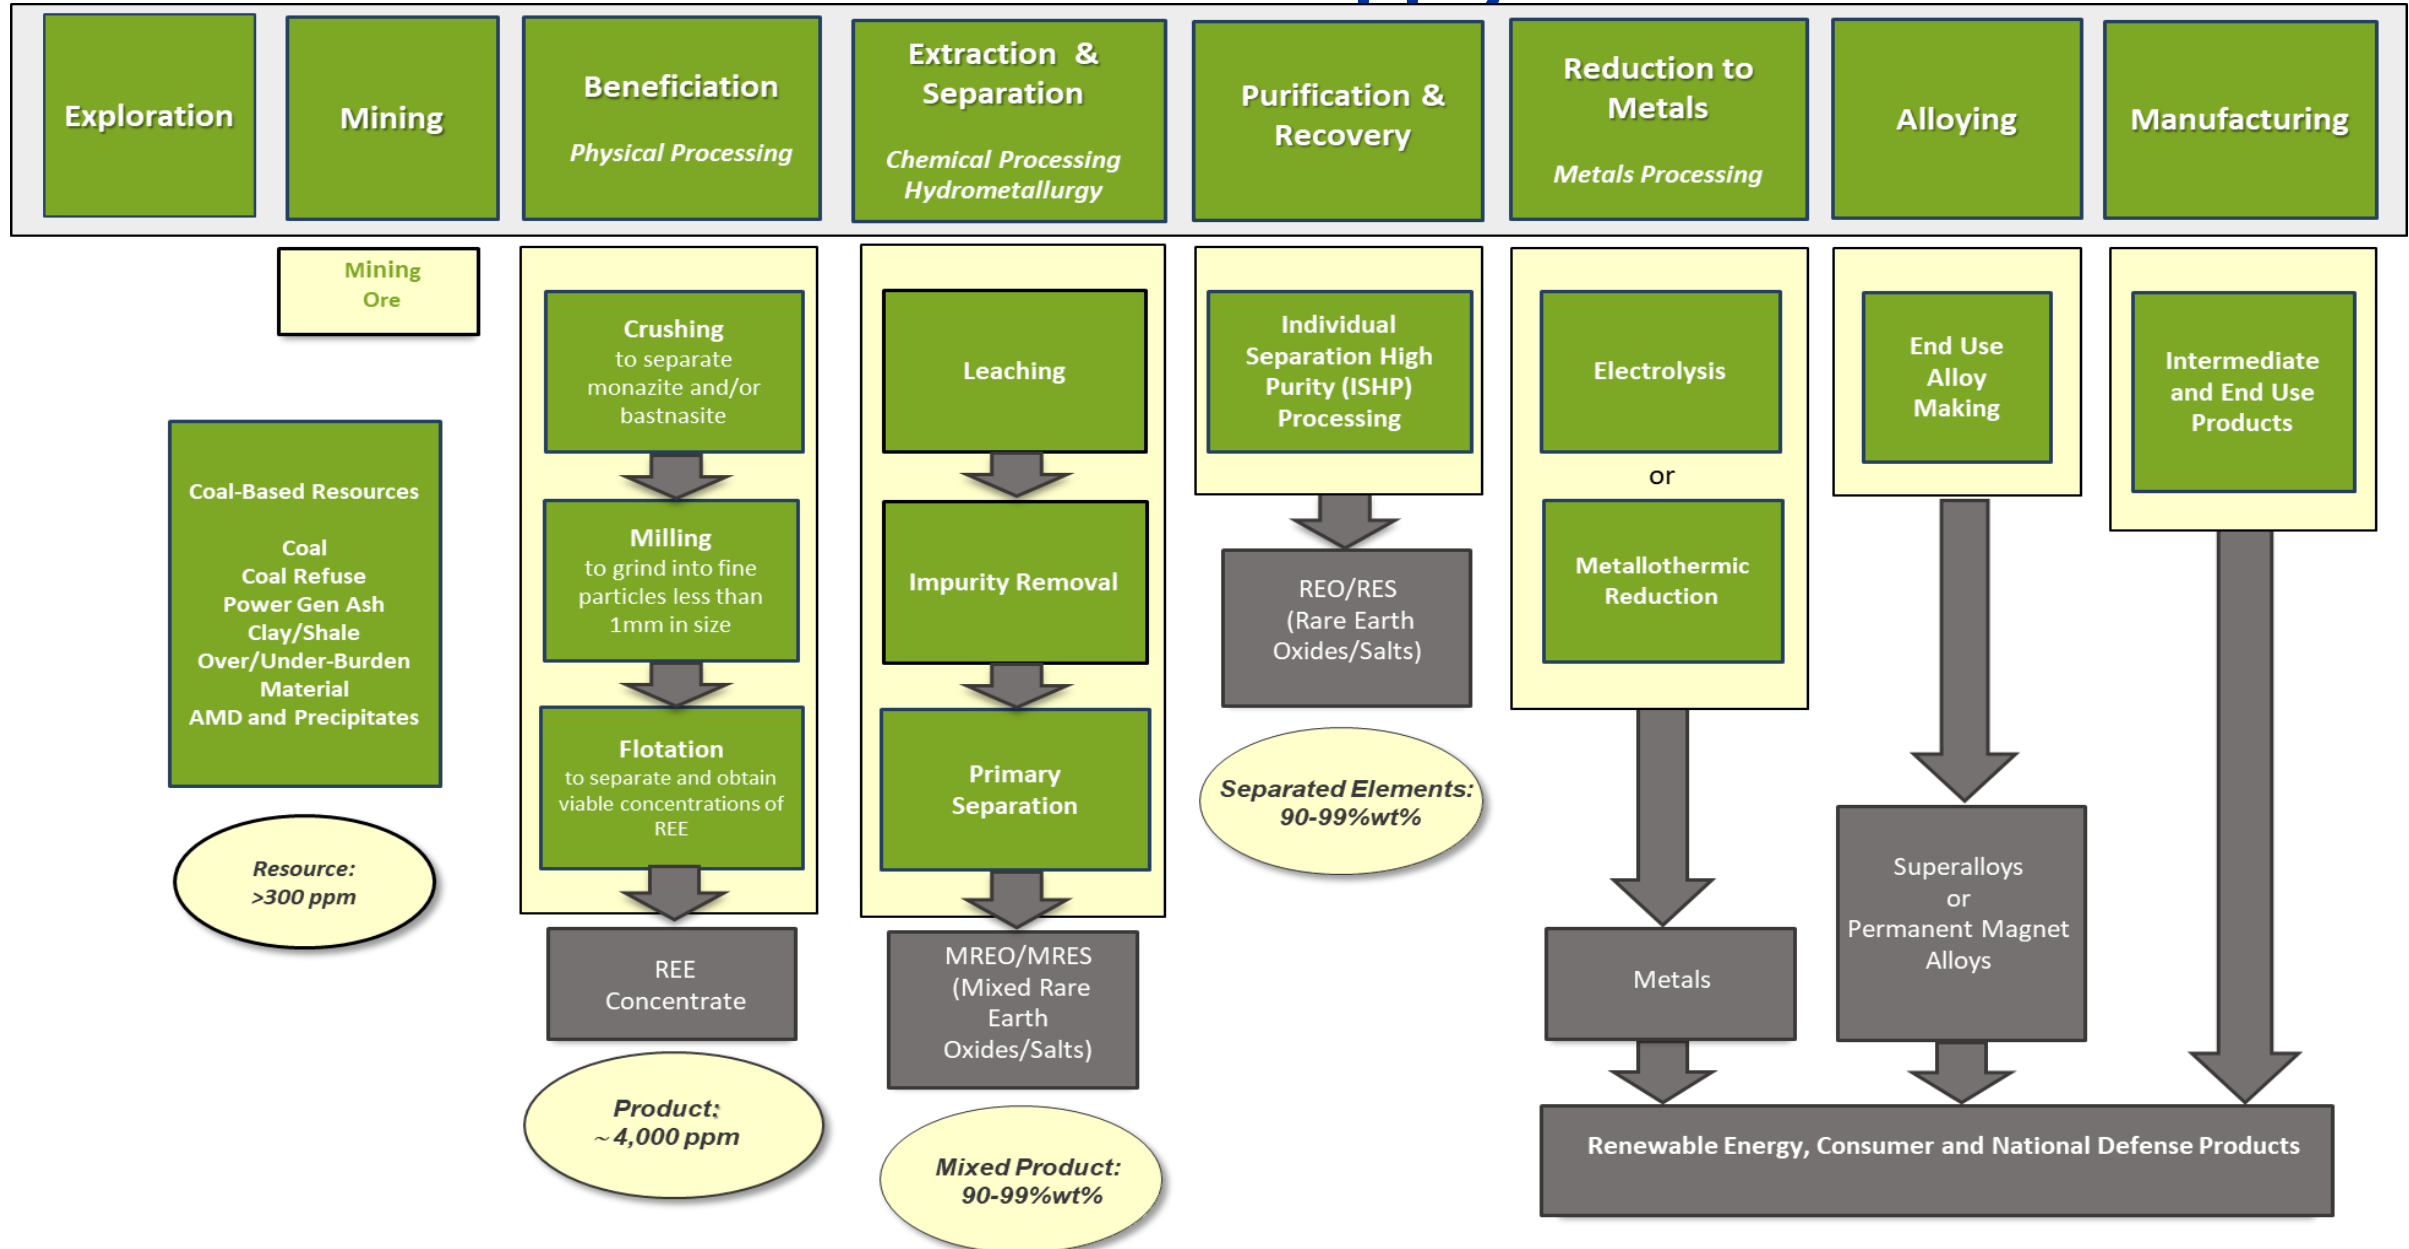 Exploration
Mining
Beneficiation
Physical Processing
Extraction &
Separation
Chemical Processing
Hydrometallurgy
Purification &
Recovery
Reduction to
Metals
Metals Processing
Alloying
Manufacturing
Mining
Ore
Coal-Based Resources
Coal
Coal Refuse
Power Gen Ash
Clay/Shale
Over/Under-Burden
Material
AMD and Precipitates
Resource:
>300 ppm
Crushing
to separate
monazite and/or
bastnasite
Milling
to grind into fine
particles less than
1mm in size
Flotation
to separate and obtain
viable concentrations of
REE
REE
Concentrate
Product:
~4,000 ppm
Leaching
Impurity Removal
Primary
Separation
MREO/MRES
(Mixed Rare
Earth
Oxides/Salts)
Mixed Product:
90-99%wt%
Individual
Separation High
Purity (ISHP)
Processing
REO/RES
(Rare Earth
Oxides/Salts)
Separated Elements:
90-99%wt%
Electrolysis
or
Metallothermic
Reduction
Metals
End Use
Alloy
Making
Superalloys
or
Permanent Magnet
Alloys
Intermediate
and End Use
Products
Renewable Energy, Consumer and National Defense Products